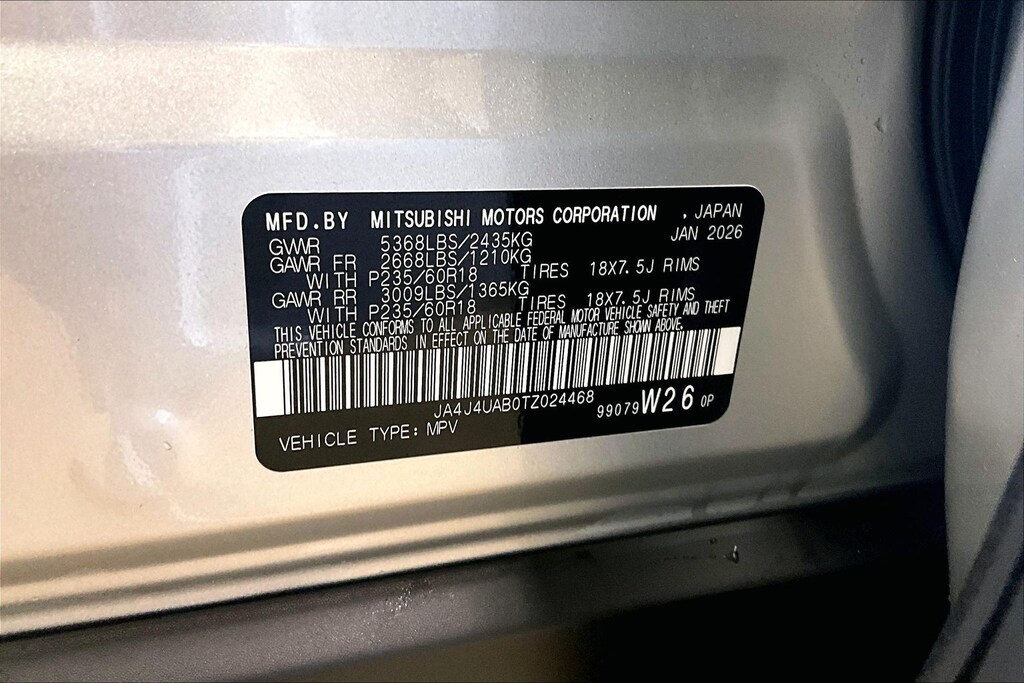 MFD.BY MITSUBISHI MOTORS CORPORATION . JAPAN
JAN 2026
GVWR 5368LBS/2435KG
GAWR FR 2668LBS/1210KG
WITH P235/60R18 TIRES 18X7.5J RIMS
GAWR RR 3009LBS/1365KG
WITH P235/60R18 TIRES 18X7.5J RIMS
THIS VEHICLE CONFORMS TO ALL APPLICABLE FEDERAL MOTOR VEHICLE SAFETY AND THEFT
PREVENTION STANDARDS IN EFFECT ON THE DATE OF MANUFACTURE SHOWN ABOVE.
JA4J4UAB0TZ024468
99079 W26 0P
VEHICLE TYPE: MPV